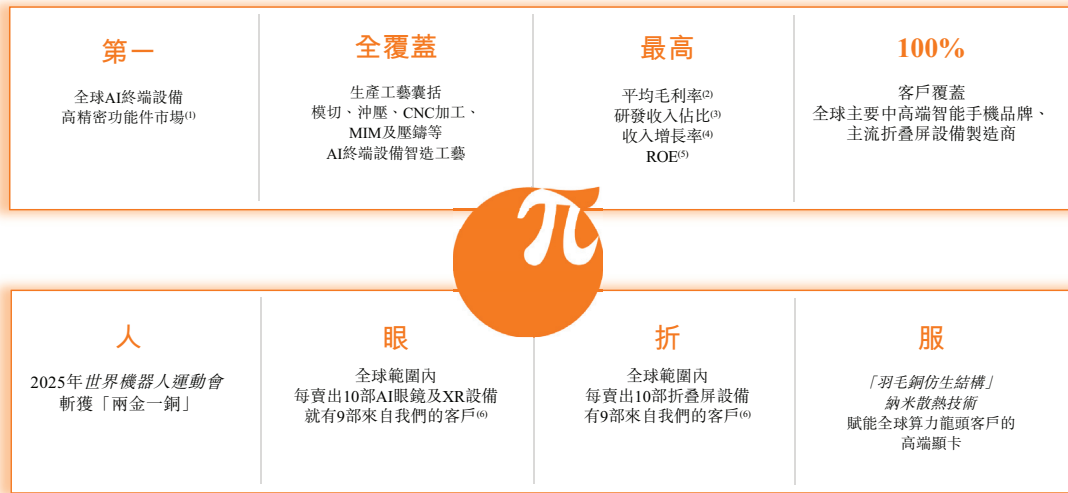 第一
全球AI終端設備
高精密功能件市場(1)
全覆蓋
生產工藝囊括
模切、沖壓、CNC加工、
MIM及壓鑄等
AI終端設備智造工藝
最高
平均毛利率(2)
研發收入佔比(3)
收入增長率(4)
ROE(5)
100%
客戶覆蓋
全球主要中高端智能手機品牌、
主流折疊屏設備製造商
π
人
2025年世界機器人運動會
斬獲「兩金一銅」
眼
全球範圍內
每賣出10部AI眼鏡及XR設備
就有9部來自我們的客戶(6)
折
全球範圍內
每賣出10部折疊屏設備
有9部來自我們的客戶(6)
服
「羽毛銅仿生結構」
納米散熱技術
賦能全球算力龍頭客戶的
高端顯卡